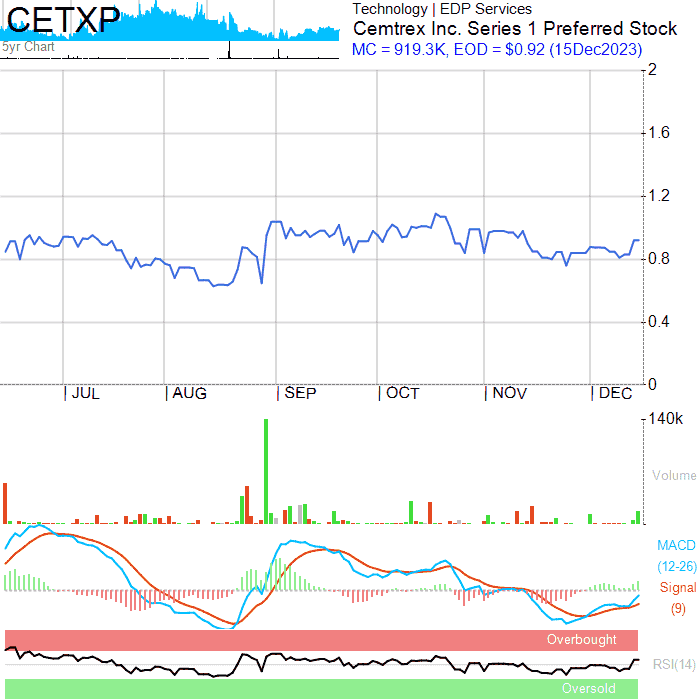 CETXP
5yr Chart
Technology | EDP Services
Cemtrex Inc. Series 1 Preferred Stock
MC = 919.3K, EOD = $0.92 (15Dec2023)
2
1.6
1.2
0.8
0.4
0
JUL AUG SEP OCT NOV DEC
140k
Volume
MACD
(12-26)
Signal
(9)
Overbought
RSI(14)
Oversold